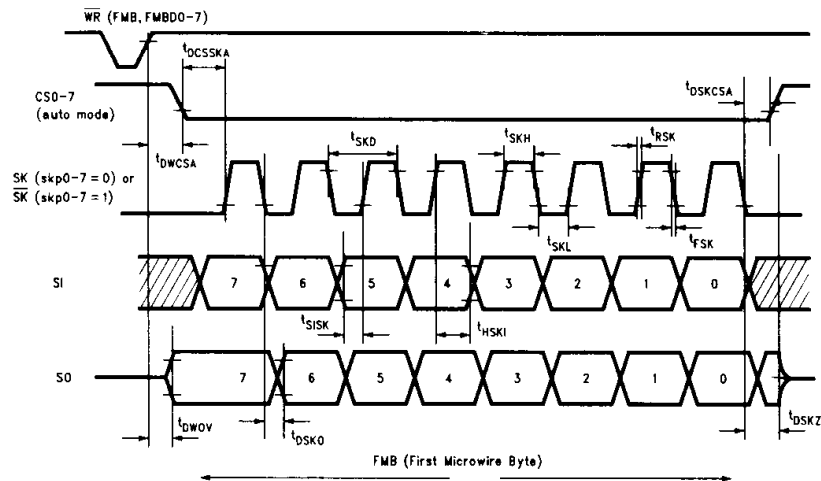 WR (FMB, FMBD0-7)
tDCSSKA
CS0-7
(auto mode)
tDSKCSA
tDWCSA
tSKD
tSKH
tRSK
SK (skp0-7 = 0) or
SK (skp0-7 = 1)
tSKL
tFSK
SI
7 6 5 4 3 2 1 0
tSISK
tHSKI
SO
7 6 5 4 3 2 1 0
tDWOV
tDSKO
tDSKZ
FMB (First Microwire Byte)